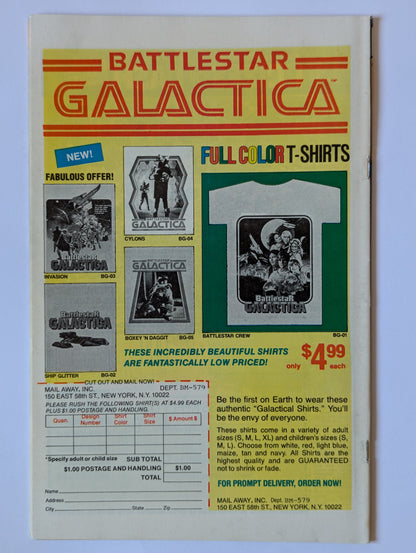 BATTLESTAR
GALACTICA™
NEW!
FULL COLOR T-SHIRTS
FABULOUS OFFER!
BATTLESTAR
GALACTICA
INVASION BG-03
BATTLESTAR
GALACTICA
CYLONS BG-04
BATTLESTAR
GALACTICA
SHIP GLITTER BG-02
BATTLESTAR
GALACTICA
BOXEY 'N DAGGIT BG-05
BATTLESTAR
GALACTICA
BATTLESTAR CREW BG-01
THESE INCREDIBLY BEAUTIFUL SHIRTS
ARE FANTASTICALLY LOW PRICED!
only $4.99 each
CUT OUT AND MAIL NOW!
MAIL AWAY, INC. DEPT. BM-579
150 EAST 58th ST., NEW YORK, N.Y. 10022
PLEASE RUSH THE FOLLOWING SHIRT(S) AT $4.99 EACH
PLUS $1.00 POSTAGE AND HANDLING.
Quan. Design Number Shirt Color Shirt Size $ Amount $
*Specify adult or child size SUB TOTAL
$1.00 POSTAGE AND HANDLING $1.00
TOTAL
Name
Address
City State Zip
Be the first on Earth to wear these
authentic "Galactical Shirts." You'll
be the envy of everyone.
These shirts come in a variety of adult
sizes (S, M, L, XL) and children's sizes (S,
M, L). Choose from white, red, light blue,
maize, tan and navy. All Shirts are the
highest quality and are GUARANTEED
not to shrink or fade.
FOR PROMPT DELIVERY, ORDER NOW!
MAIL AWAY, INC. Dept. BM-579
150 EAST 58th ST., NEW YORK, N.Y. 10022